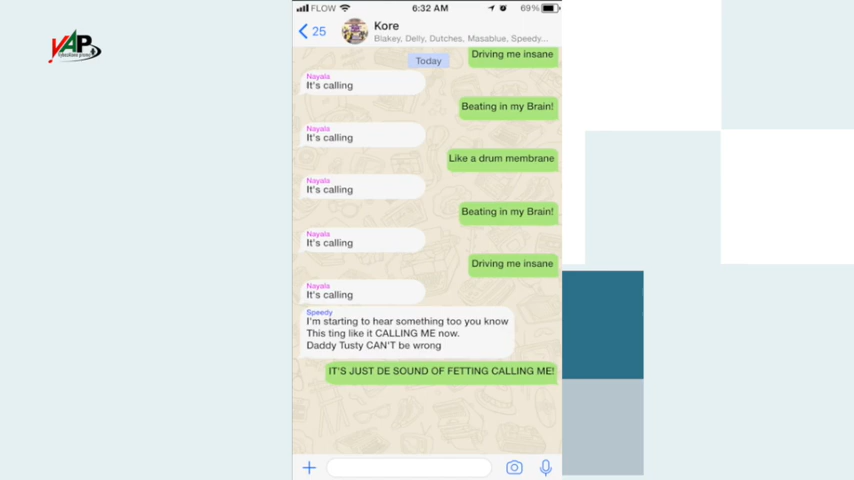 FLOW 6:32 AM 69%
25 Kore
Blakey, Delly, Dutches, Masablue, Speedy...
Driving me insane
Today
Nayala
It's calling
Beating in my Brain!
Nayala
It's calling
Like a drum membrane
Nayala
It's calling
Beating in my Brain!
Nayala
It's calling
Driving me insane
Nayala
It's calling
Speedy
I'm starting to hear something too you know
This ting like it CALLING ME now.
Daddy Tusty CAN'T be wrong
IT'S JUST DE SOUND OF FETTING CALLING ME!
VAP